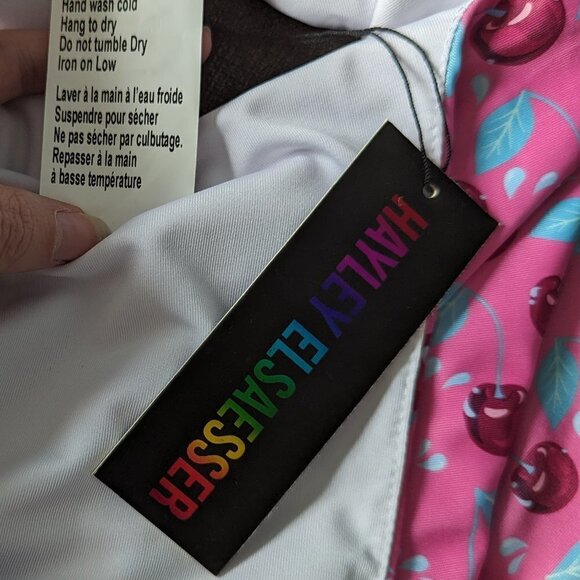 Hand wash cold
Hang to dry
Do not tumble Dry
Iron on Low
Laver à la main à l'eau froide
Suspendre pour sécher
Ne pas sécher par culbutage.
Repasser à la main
à basse température
HAYLEY ELSAESSER